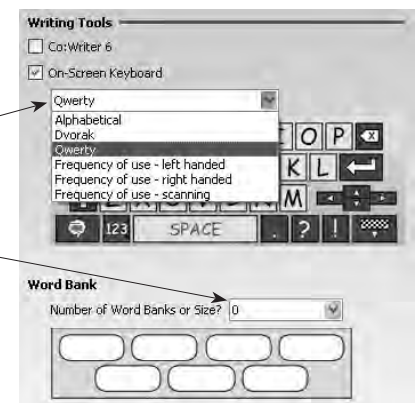 Writing Tools
Co:Writer 6
On-Screen Keyboard
Qwerty
Alphabetical
Dvorak
Qwerty
Frequency of use - left handed
Frequency of use - right handed
Frequency of use - scanning
O P
K L
M
123 SPACE . ? !
Word Bank
Number of Word Banks or Size? 0